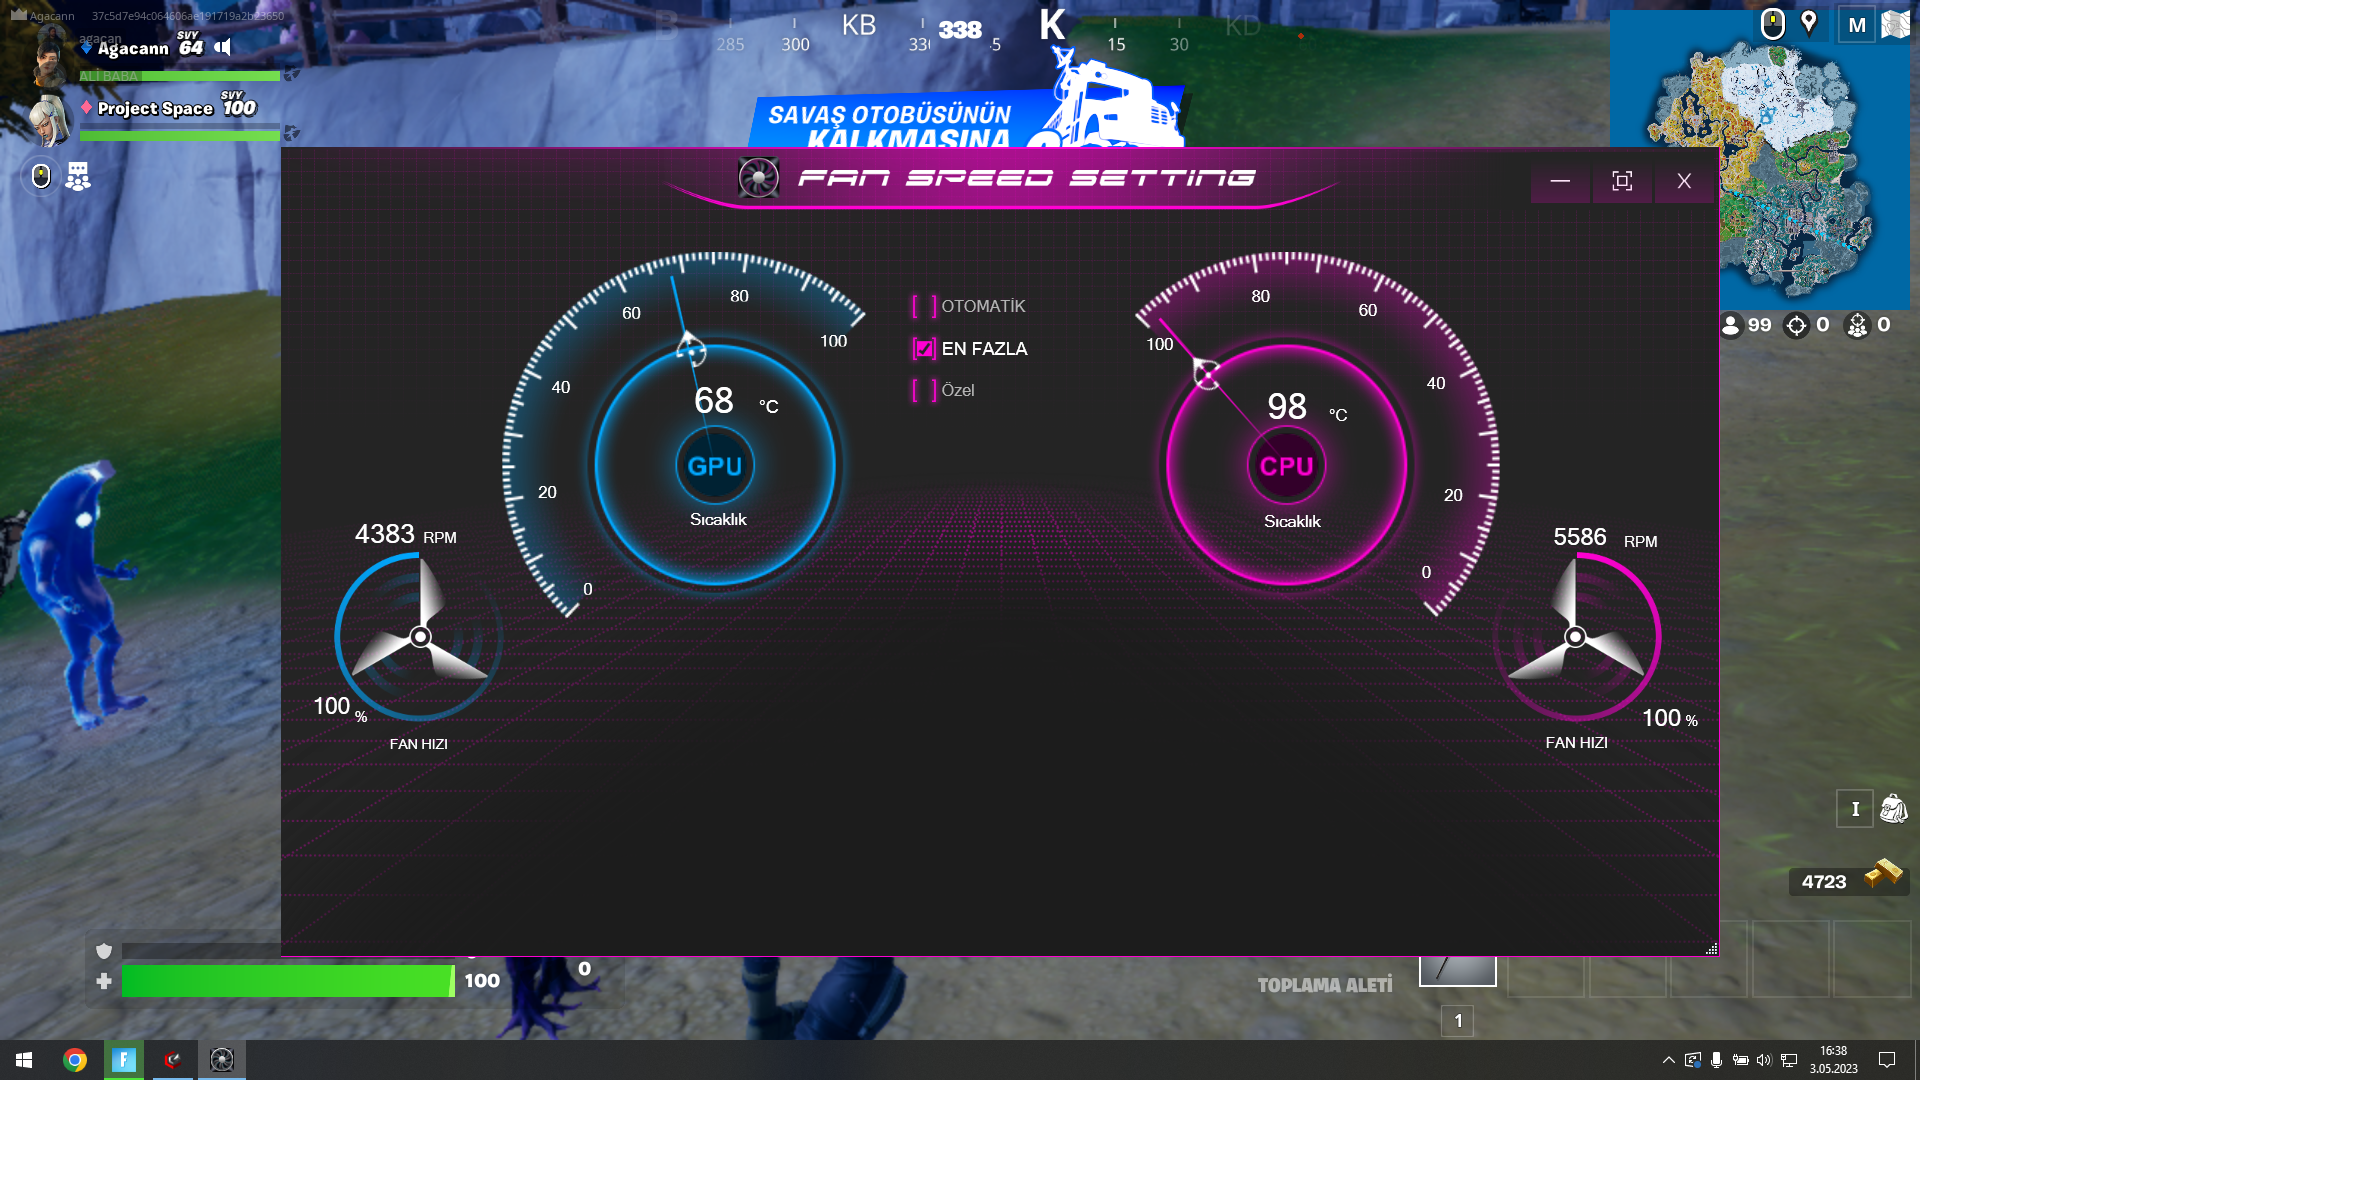 Agacann 37c5d7e94c064606ae191719a2b23650
agacan
Agacann SVY 64
ALİ BABA
Project Space SVY 100
B 285 300 KB 338 K 15 30 KD
SAVAŞ OTOBÜSÜNÜN
KALKMASINA
M
99 0 0
FAN SPEED SETTING
X
0 20 40 60 80 100
68 °C
GPU
Sıcaklık
OTOMATİK
EN FAZLA
Özel
100 80 60 40 20 0
98 °C
CPU
Sıcaklık
4383 RPM
100 %
FAN HIZI
5586 RPM
100 %
FAN HIZI
I
4723
100
0
TOPLAMA ALETİ
1
16:38
3.05.2023